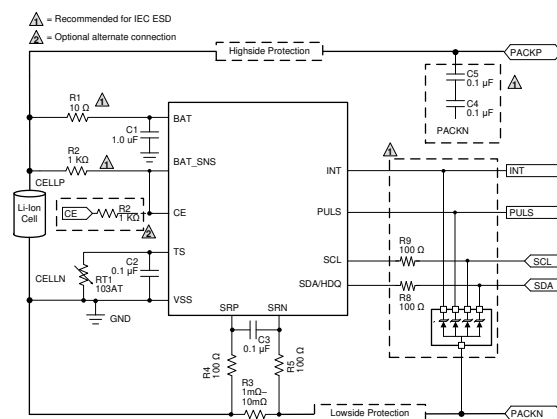 1 = Recommended for IEC ESD
2 = Optional alternate connection
Highside Protection
PACKP
C5
0.1 µF
C4
0.1 µF
PACKN
1
R1
10 Ω
1
BAT
C1
1.0 uF
R2
1 KΩ
1
BAT_SNS
CELLP
Li-Ion
Cell
CE
R2
1 KΩ
2
CE
TS
C2
0.1 µF
RT1
103AT
CELLN
VSS
GND
SRP
SRN
C3
0.1 µF
R4
100 Ω
R5
100 Ω
R3
1mΩ–
10mΩ
1
INT
INT
PULS
PULS
SCL
R9
100 Ω
SCL
SDA/HDQ
R8
100 Ω
SDA
Lowside Protection
PACKN